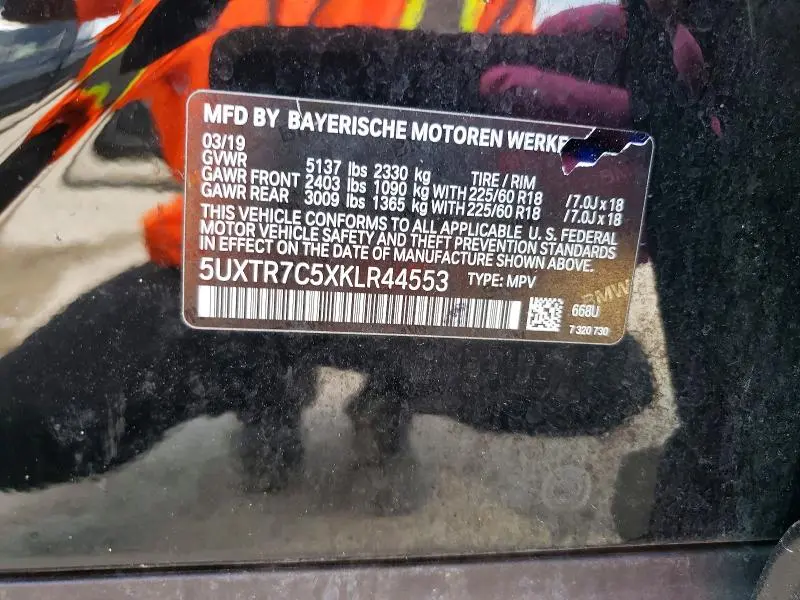 MFD BY BAYERISCHE MOTOREN WERKE
03/19
GVWR 5137 lbs 2330 kg TIRE / RIM
GAWR FRONT 2403 lbs 1090 kg WITH 225/60 R18 /7.0J x 18
GAWR REAR 3009 lbs 1365 kg WITH 225/60 R18 /7.0J x 18
THIS VEHICLE CONFORMS TO ALL APPLICABLE U. S. FEDERAL
MOTOR VEHICLE SAFETY AND THEFT PREVENTION STANDARDS
IN EFFECT ON THE DATE OF MANUFACTURE SHOWN ABOVE.
5UXTR7C5XKLR44553 TYPE: MPV
BMW
668U
7 320 730